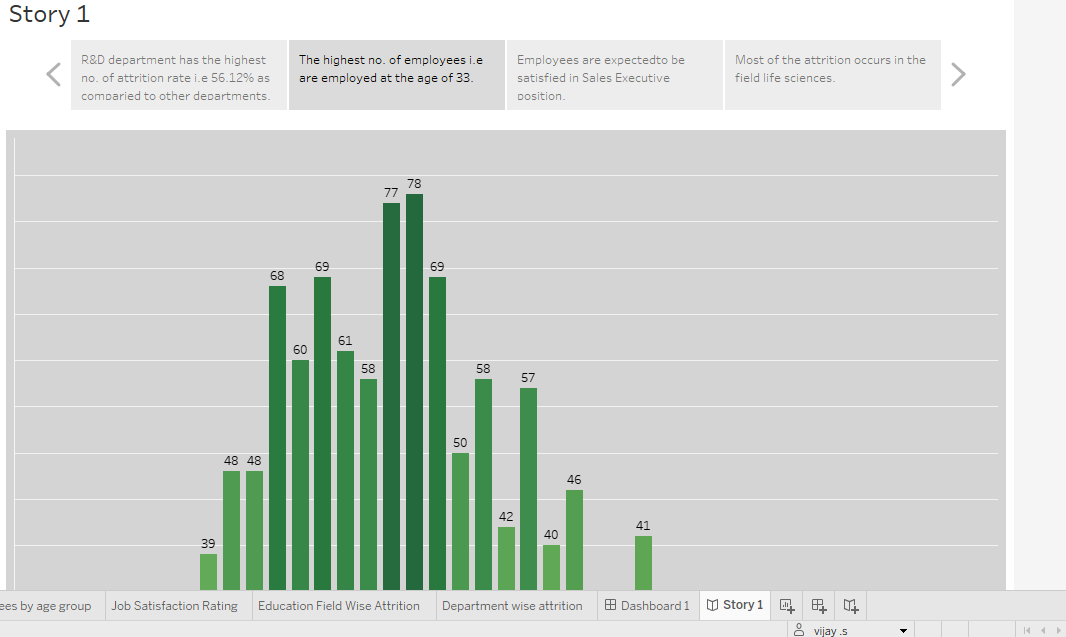 Story 1
R&D department has the highest
no. of attrition rate i.e 56.12% as
comparied to other departments.
The highest no. of employees i.e
are employed at the age of 33.
Employees are expectedto be
satisfied in Sales Executive
position.
Most of the attrition occurs in the
field life sciences.
78
77
69
69
68
61
60
58
58
57
50
48 48
46
42
41
40
39
ees by age group
Job Satisfaction Rating
Education Field Wise Attrition
Department wise attrition
Dashboard 1
Story 1
vijay .s